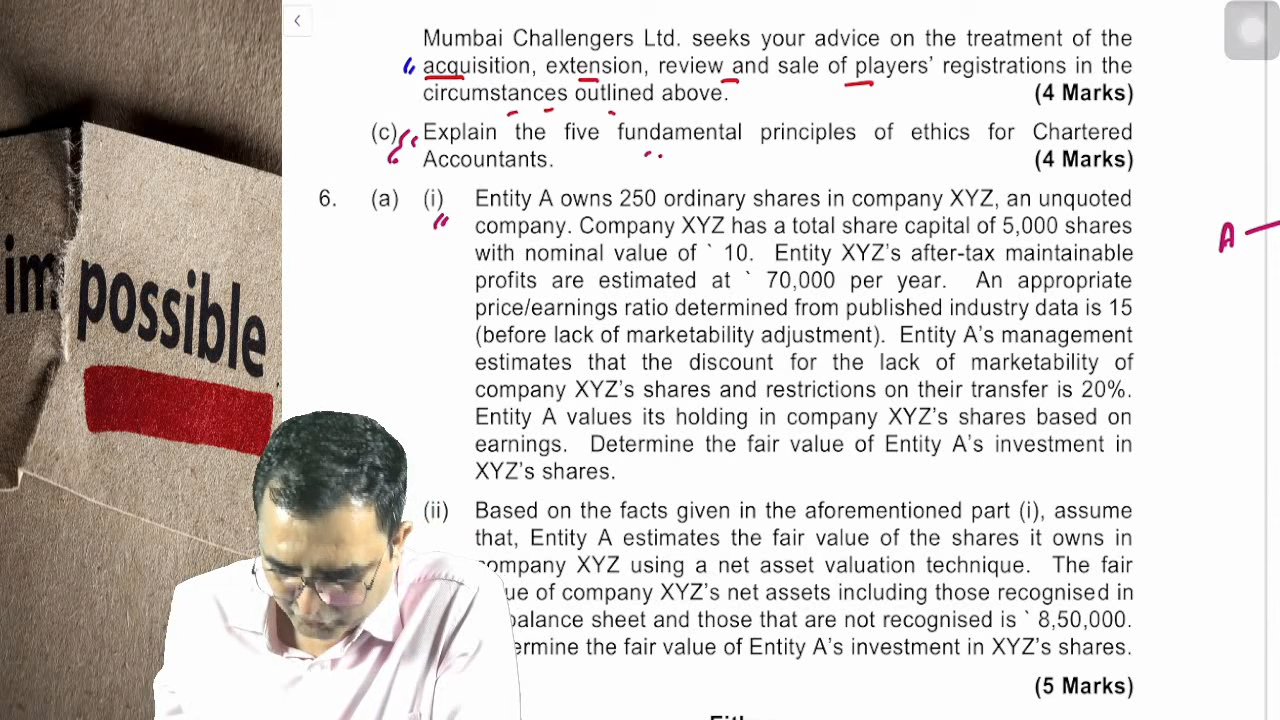 impossible
Mumbai Challengers Ltd. seeks your advice on the treatment of the
acquisition, extension, review and sale of players' registrations in the
circumstances outlined above. (4 Marks)
(c) Explain the five fundamental principles of ethics for Chartered
Accountants. (4 Marks)
6. (a) (i) Entity A owns 250 ordinary shares in company XYZ, an unquoted
company. Company XYZ has a total share capital of 5,000 shares
with nominal value of ` 10. Entity XYZ's after-tax maintainable
profits are estimated at ` 70,000 per year. An appropriate
price/earnings ratio determined from published industry data is 15
(before lack of marketability adjustment). Entity A's management
estimates that the discount for the lack of marketability of
company XYZ's shares and restrictions on their transfer is 20%.
Entity A values its holding in company XYZ's shares based on
earnings. Determine the fair value of Entity A's investment in
XYZ's shares.
A
(ii) Based on the facts given in the aforementioned part (i), assume
that, Entity A estimates the fair value of the shares it owns in
ompany XYZ using a net asset valuation technique. The fair
ue of company XYZ's net assets including those recognised in
balance sheet and those that are not recognised is ` 8,50,000.
ermine the fair value of Entity A's investment in XYZ's shares.
(5 Marks)